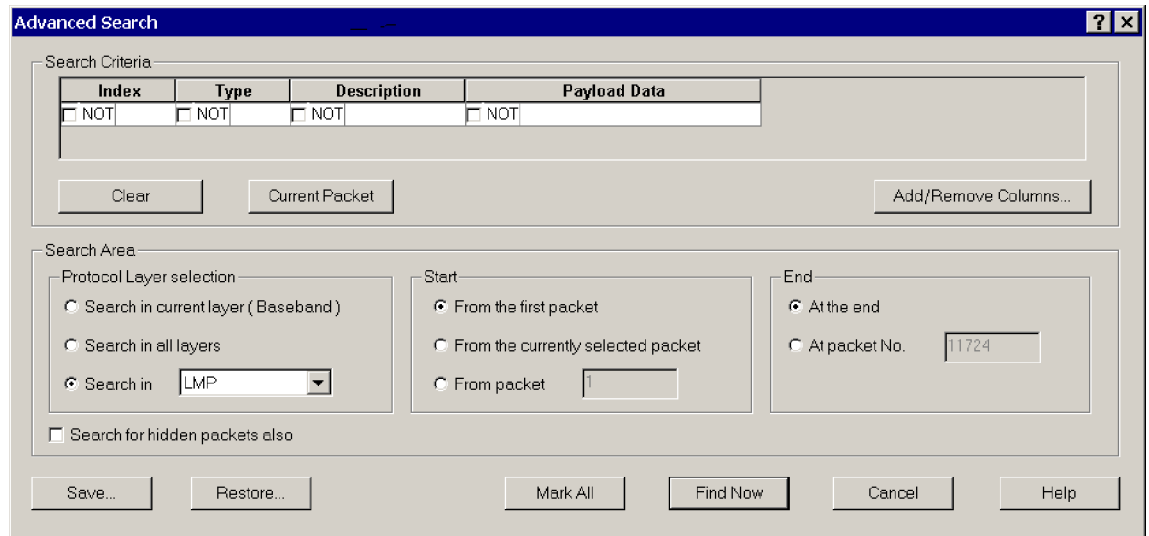 Advanced Search
Search Criteria
Index Type Description Payload Data
NOT NOT NOT NOT
Clear Current Packet Add/Remove Columns...
Search Area
Protocol Layer selection
Search in current layer ( Baseband )
Search in all layers
Search in LMP
Start
From the first packet
From the currently selected packet
From packet 1
End
At the end
At packet No. 11724
Search for hidden packets also
Save... Restore... Mark All Find Now Cancel Help